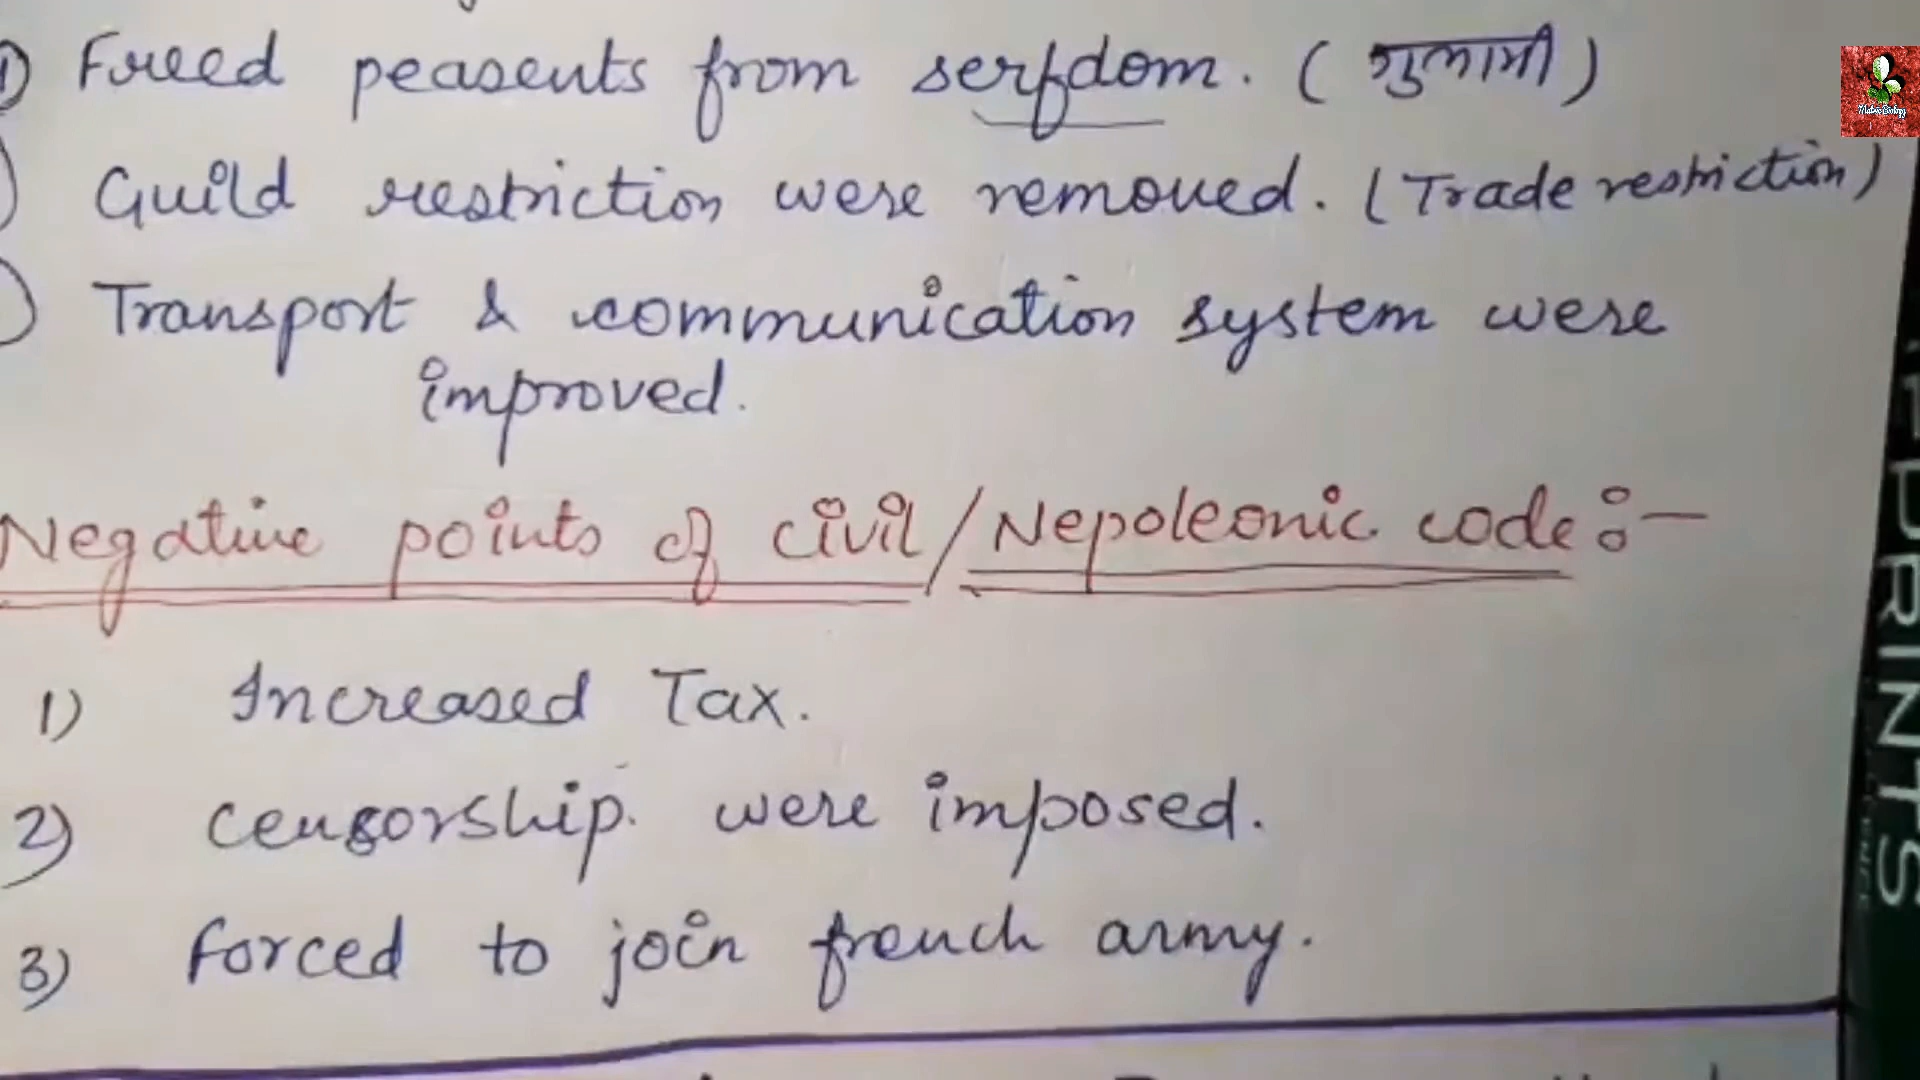 Freed peasents from serfdom. (गुलामी)
Guild restriction were removed. (Trade restriction)
Transport & communication system were
improved.
Negative points of civil/Nepoleonic code :-
1) Increased Tax.
2) censorship. were imposed.
3) forced to join french army.
PRINTS